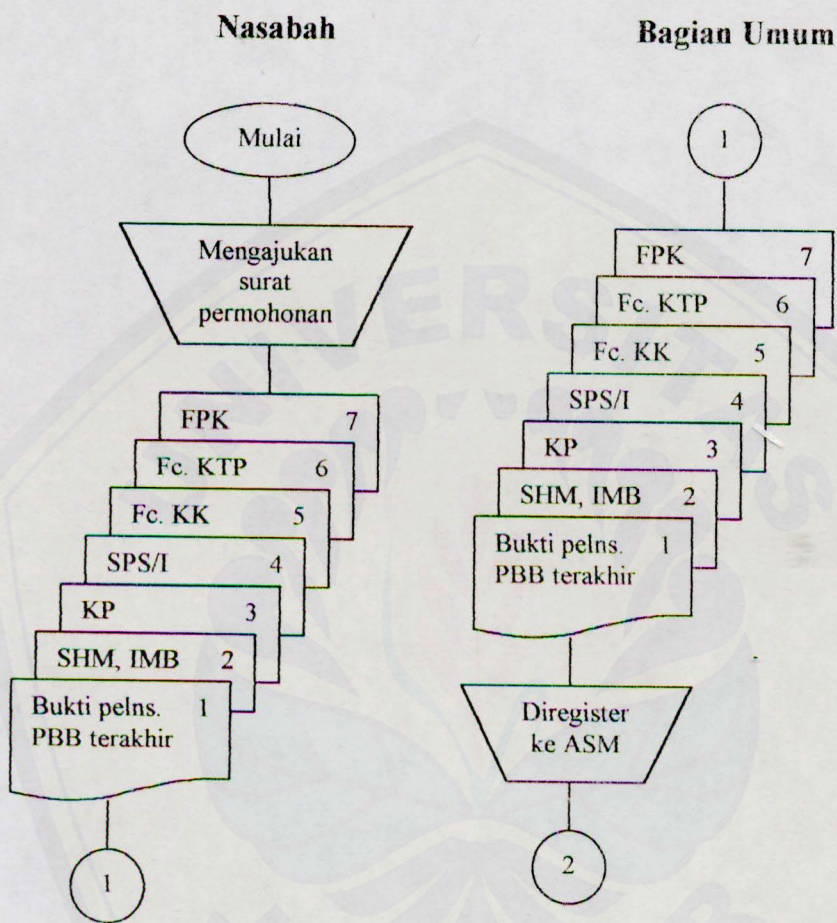 Nasabah
Mulai
Mengajukan
surat
permohonan
FPK 7
Fc. KTP 6
Fc. KK 5
SPS/I 4
KP 3
SHM, IMB 2
Bukti pelns. 1
PBB terakhir
1
Bagian Umum
1
FPK 7
Fc. KTP 6
Fc. KK 5
SPS/I 4
KP 3
SHM, IMB 2
Bukti pelns. 1
PBB terakhir
Diregister
ke ASM
2
UNIVERSITAS